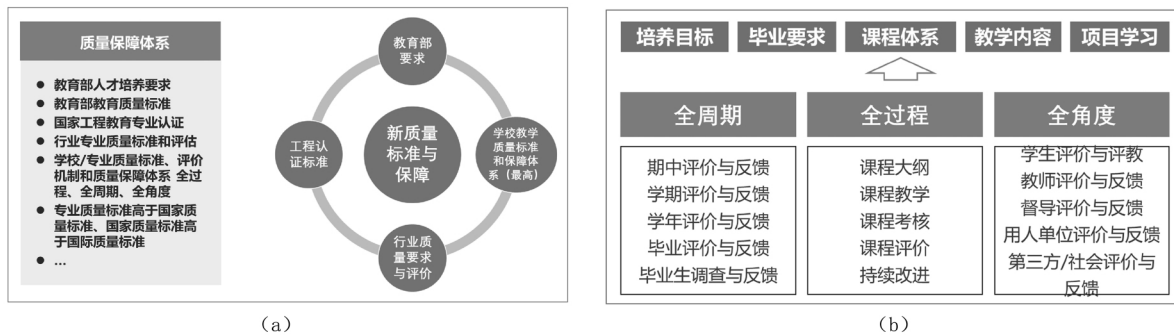 质量保障体系
● 教育部人才培养要求
● 教育部教育质量标准
● 国家工程教育专业认证
● 行业专业质量标准和评估
● 学校/专业质量标准、评价
机制和质量保障体系 全过
程、全周期、全角度
● 专业质量标准高于国家质
量标准、国家质量标准高
于国际质量标准
● ...
教育部
要求
工程认
证标准
新质量
标准与
保障
学校教学
质量标准
和保障体
系（最高）
行业质
量要求
与评价
(a)
培养目标 毕业要求 课程体系 教学内容 项目学习
全周期
期中评价与反馈
学期评价与反馈
学年评价与反馈
毕业评价与反馈
毕业生调查与反馈
全过程
课程大纲
课程教学
课程考核
课程评价
持续改进
全角度
学生评价与评教
教师评价与反馈
督导评价与反馈
用人单位评价与反馈
第三方/社会评价与
反馈
(b)